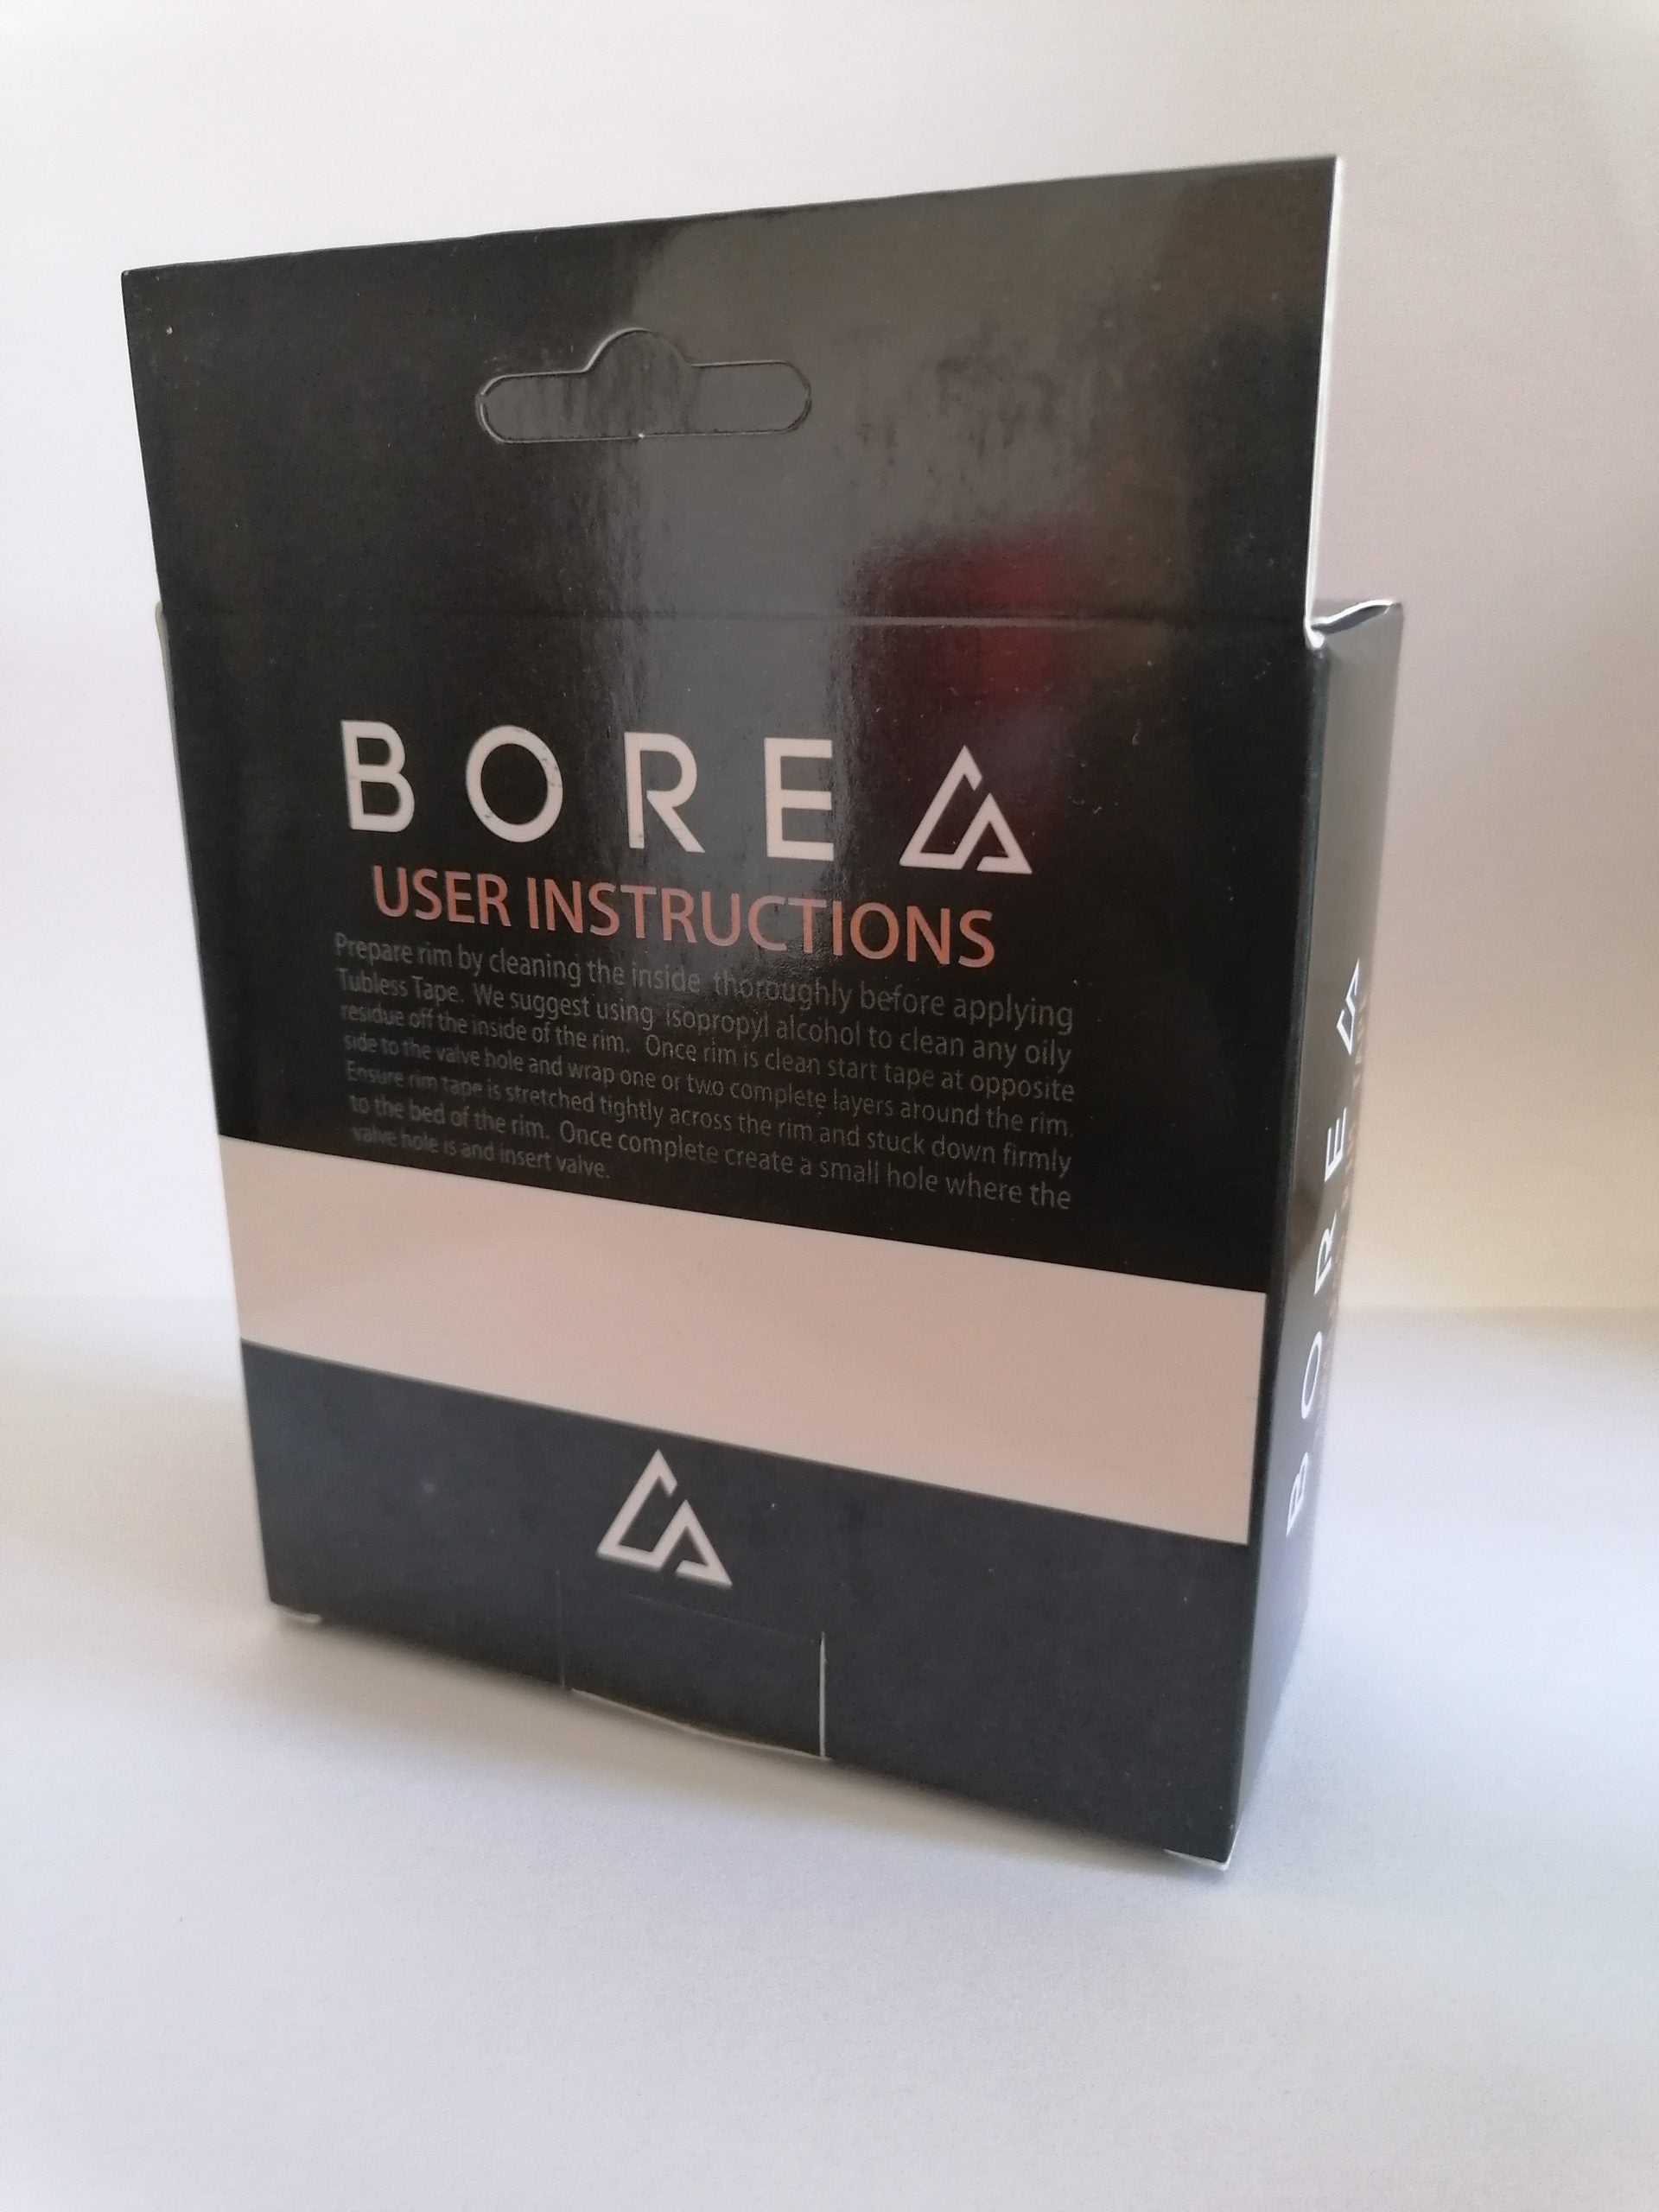 BOREA
USER INSTRUCTIONS
Prepare rim by cleaning the inside thoroughly before applying
Tubless Tape. We suggest using isopropyl alcohol to clean any oily
residue off the inside of the rim. Once rim is clean start tape at opposite
side to the valve hole and wrap one or two complete layers around the rim.
Ensure rim tape is stretched tightly across the rim and stuck down firmly
to the bed of the rim. Once complete create a small hole where the
valve hole is and insert valve.
BOREA